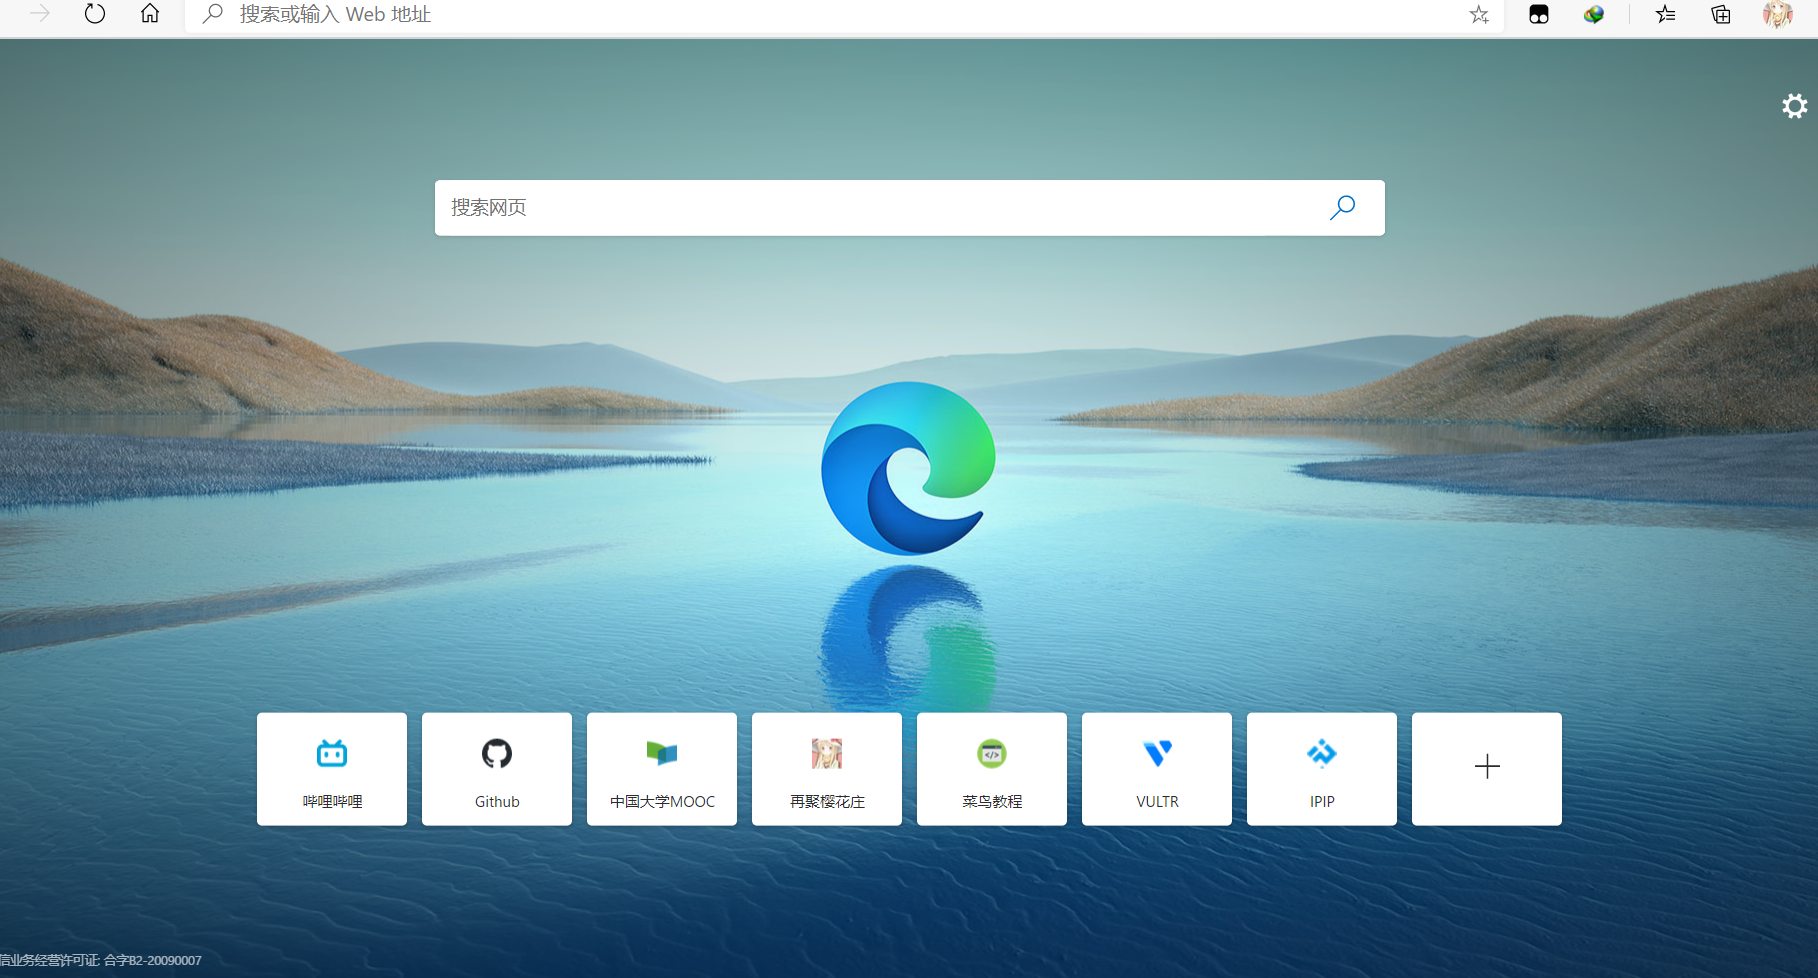 搜索或输入 Web 地址
搜索网页
哔哩哔哩
Github
中国大学MOOC
再聚樱花庄
菜鸟教程
VULTR
IPIP
信业务经营许可证: 合字B2-20090007